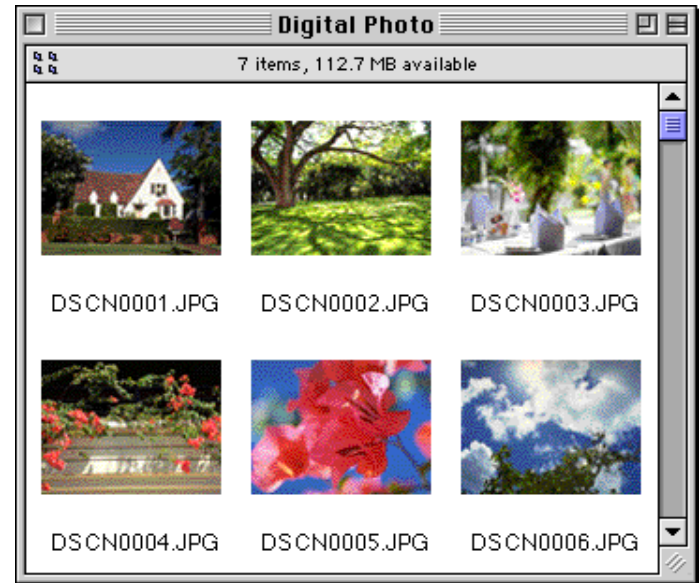 Digital Photo
7 items, 112.7 MB available
DSCN0001.JPG DSCN0002.JPG DSCN0003.JPG
DSCN0004.JPG DSCN0005.JPG DSCN0006.JPG